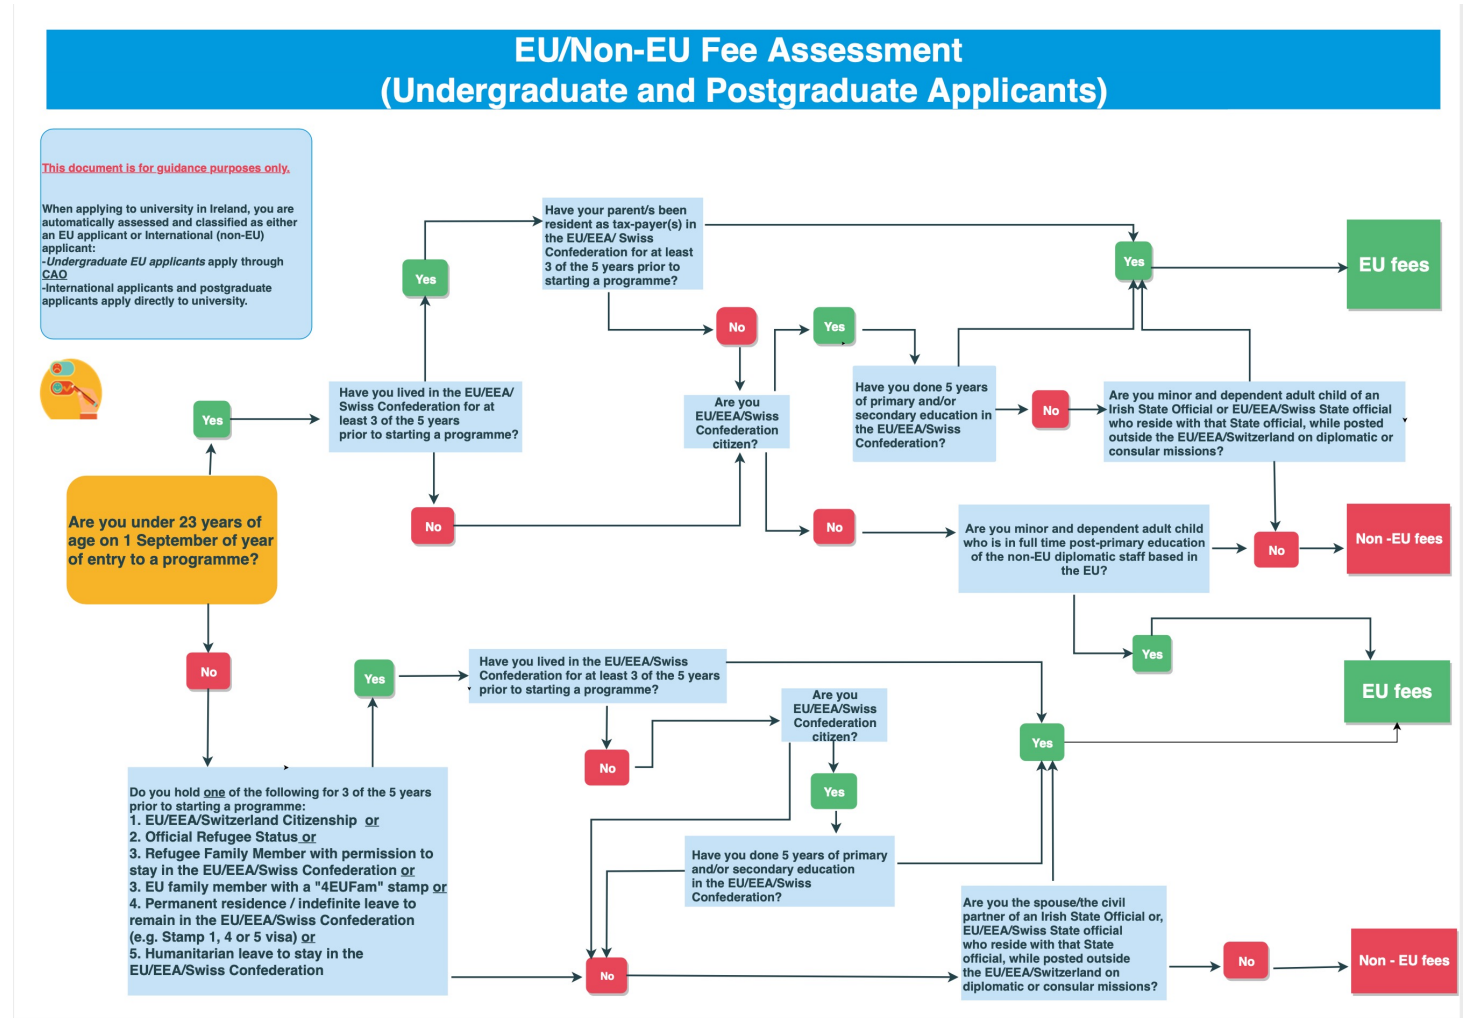 EU/Non-EU Fee Assessment
(Undergraduate and Postgraduate Applicants)
This document is for guidance purposes only.
When applying to university in Ireland, you are
automatically assessed and classified as either
an EU applicant or International (non-EU)
applicant:
-Undergraduate EU applicants apply through
CAO
-International applicants and postgraduate
applicants apply directly to university.
Are you under 23 years of
age on 1 September of year
of entry to a programme?
Yes
Have you lived in the EU/EEA/
Swiss Confederation for at
least 3 of the 5 years
prior to starting a programme?
Yes
No
Have your parent/s been
resident as tax-payer(s) in
the EU/EEA/ Swiss
Confederation for at least
3 of the 5 years prior to
starting a programme?
No
Yes
EU fees
Are you
EU/EEA/Swiss
Confederation
citizen?
Yes
No
Have you done 5 years
of primary and/or
secondary education in
the EU/EEA/Swiss
Confederation?
No
Are you minor and dependent adult child of an
Irish State Official or EU/EEA/Swiss State official
who reside with that State official, while posted
outside the EU/EEA/Switzerland on diplomatic or
consular missions?
Are you minor and dependent adult child
who is in full time post-primary education
of the non-EU diplomatic staff based in
the EU?
No
Non -EU fees
Yes
EU fees
No
Do you hold one of the following for 3 of the 5 years
prior to starting a programme:
1. EU/EEA/Switzerland Citizenship or
2. Official Refugee Status or
3. Refugee Family Member with permission to
stay in the EU/EEA/Swiss Confederation or
3. EU family member with a "4EUFam" stamp or
4. Permanent residence / indefinite leave to
remain in the EU/EEA/Swiss Confederation
(e.g. Stamp 1, 4 or 5 visa) or
5. Humanitarian leave to stay in the
EU/EEA/Swiss Confederation
Yes
Have you lived in the EU/EEA/Swiss
Confederation for at least 3 of the 5 years
prior to starting a programme?
No
Are you
EU/EEA/Swiss
Confederation
citizen?
Yes
Yes
Have you done 5 years of primary
and/or secondary education
in the EU/EEA/Swiss
Confederation?
No
Are you the spouse/the civil
partner of an Irish State Official or,
EU/EEA/Swiss State official
who reside with that State
official, while posted outside
the EU/EEA/Switzerland on
diplomatic or consular missions?
No
Non - EU fees